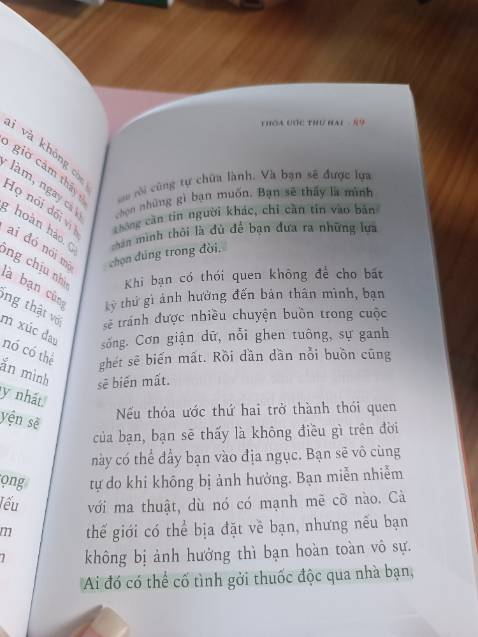 ai và không còn
o giờ cảm thấy
y làm, ngay cả kh
Họ nói dối vì
g hoàn hảo. Có
ai đó nói một
ông chịu nhìn
là bạn cũng
ống thật với
m xúc đau
nó có thể
ắn mình
y nhất.
yện sẽ
ọng
Nếu
m
THỎA ƯỚC THỨ HAI - 89
sau rồi cũng tự chữa lành. Và bạn sẽ được lựa
chọn những gì bạn muốn. Bạn sẽ thấy là mình
không cần tin người khác, chỉ cần tin vào bản
thân mình thôi là đủ để bạn đưa ra những lựa
chọn đúng trong đời.
Khi bạn có thói quen không để cho bất
kỳ thứ gì ảnh hưởng đến bản thân mình, bạn
sẽ tránh được nhiều chuyện buồn trong cuộc
sống. Cơn giận dữ, nỗi ghen tuông, sự ganh
ghét sẽ biến mất. Rồi dần dần nỗi buồn cũng
sẽ biến mất.
Nếu thỏa ước thứ hai trở thành thói quen
của bạn, bạn sẽ thấy là không điều gì trên đời
này có thể đẩy bạn vào địa ngục. Bạn sẽ vô cùng
tự do khi không bị ảnh hưởng. Bạn miễn nhiễm
với ma thuật, dù nó có mạnh mẽ cỡ nào. Cả
thế giới có thể bịa đặt về bạn, nhưng nếu bạn
không bị ảnh hưởng thì bạn hoàn toàn vô sự.
Ai đó có thể cố tình gởi thuốc độc qua nhà bạn,